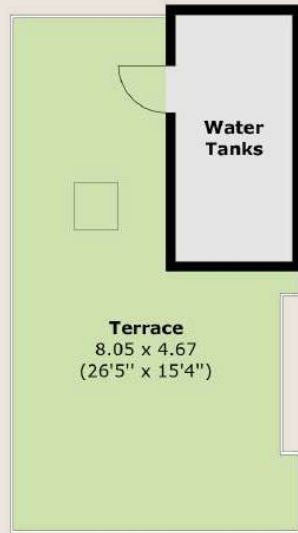 Water
Tanks
Terrace
8.05 x 4.67
(26'5'' x 15'4")